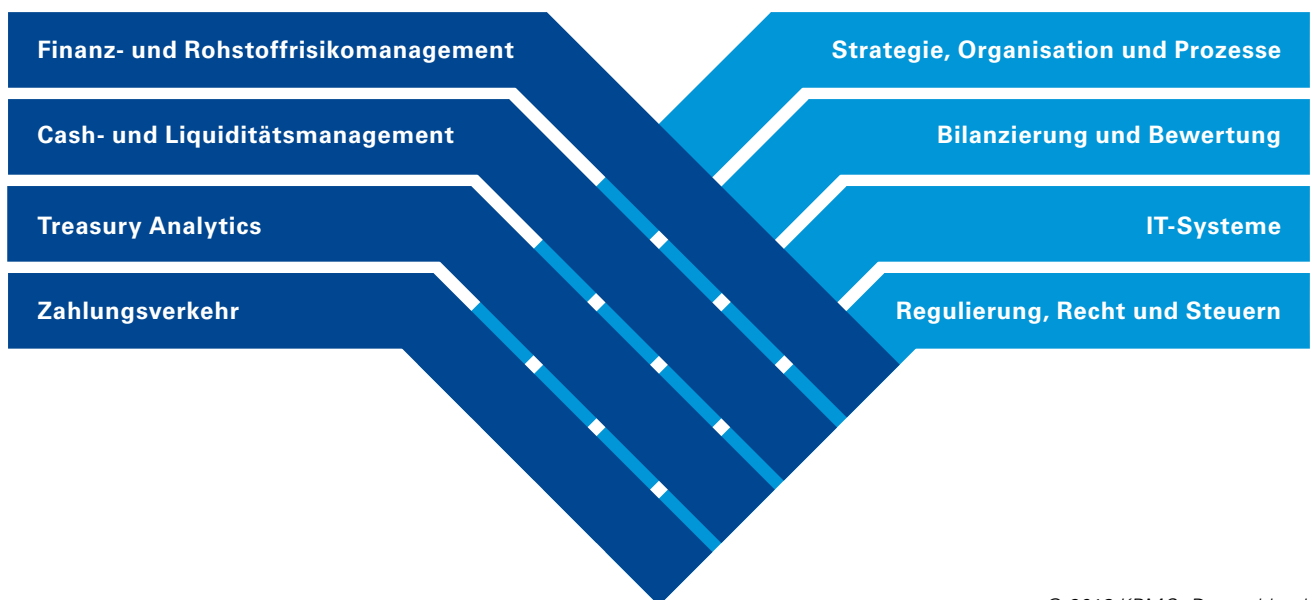 Finanz- und Rohstoffrisikomanagement
Cash- und Liquiditätsmanagement
Treasury Analytics
Zahlungsverkehr
Strategie, Organisation und Prozesse
Bilanzierung und Bewertung
IT-Systeme
Regulierung, Recht und Steuern